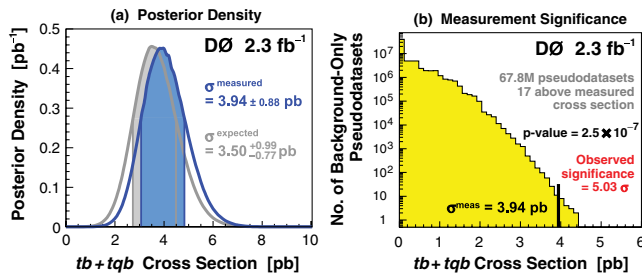 (a) Posterior Density
Posterior Density [pb⁻¹]
0.5
0.4
0.3
0.2
0.1
0
DØ 2.3 fb⁻¹
σ^measured
= 3.94 ± 0.88 pb
σ^expected
= 3.50 +0.99 −0.77 pb
0 2 4 6 8 10
tb+tqb Cross Section [pb]
(b) Measurement Significance
No. of Background-Only
Pseudodatasets
10⁷
10⁶
10⁵
10⁴
10³
10²
10
1
DØ 2.3 fb⁻¹
67.8M pseudodatasets
17 above measured
cross section
p-value = 2.5 × 10⁻⁷
Observed
significance
= 5.03 σ
σ^meas = 3.94 pb
0 1 2 3 4 5 6
tb+tqb Cross Section [pb]